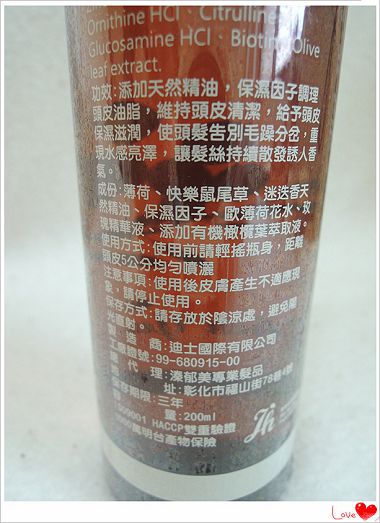 Ornithine HCl、Citrulline
Glucosamine HCl、Biotin、Olive
leaf extract.
功效:添加天然精油,保濕因子調理
頭皮油脂,維持頭皮清潔,給予頭皮
保濕滋潤,使頭髮告別毛躁分岔,重
現水感亮澤,讓髮絲持續散發誘人香
氣。
成份:薄荷、快樂鼠尾草、迷迭香天
然精油、保濕因子、歐薄荷花水、玫
瑰精華液、添加有機橄欖葉萃取液。
使用方式:使用前請輕搖瓶身,距離
頭皮5公分均勻噴灑
注意事項:使用後皮膚產生不適應現
象,請停止使用。
保存方式:請存放於陰涼處,避免陽
光直射。
製造商:迪士國際有限公司
工廠證號:99-680915-00
總代理:漾郁美專業髮品
地址:彰化市福山街78巷4號
保存期限:三年
容量:200ml
ISO9001 HACCP雙重驗證
萬明台產物保險
Jh
Love